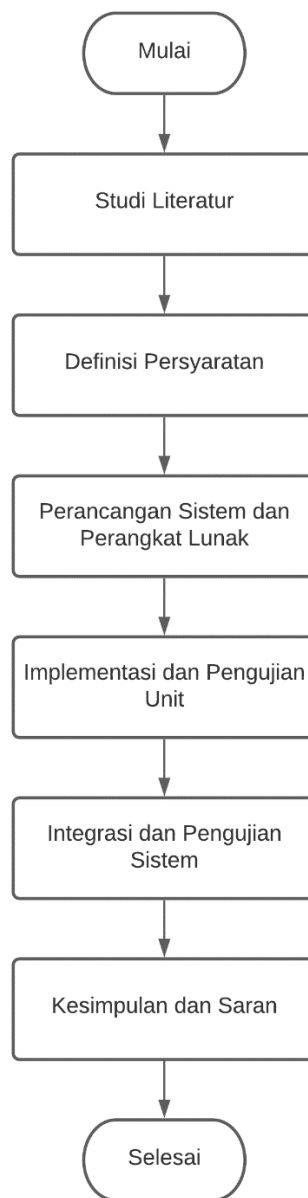 Mulai
Studi Literatur
Definisi Persyaratan
Perancangan Sistem dan
Perangkat Lunak
Implementasi dan Pengujian
Unit
Integrasi dan Pengujian
Sistem
Kesimpulan dan Saran
Selesai